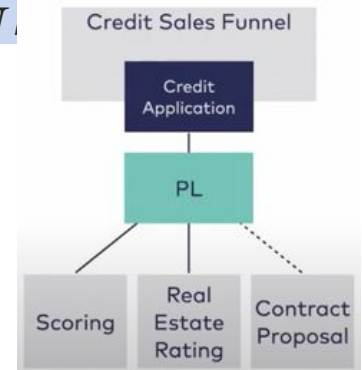 Credit Sales Funnel
Credit
Application
PL
Scoring
Real
Estate
Rating
Contract
Proposal